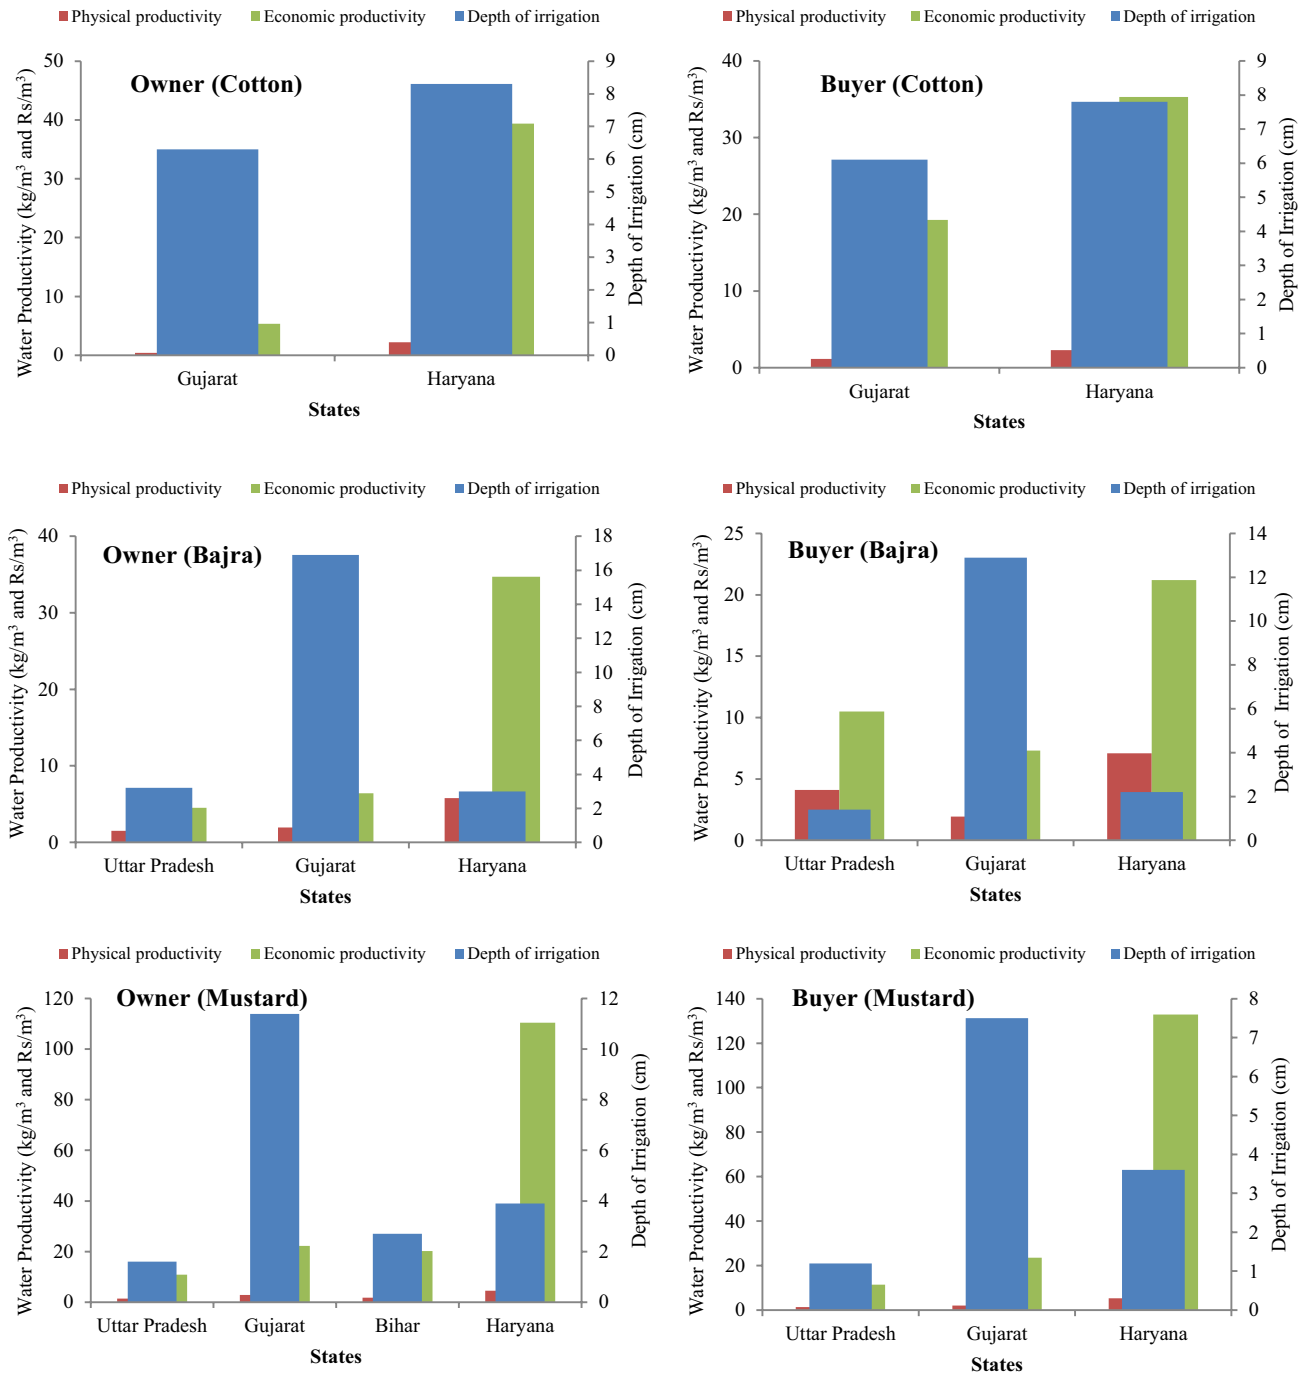 Physical productivity Economic productivity Depth of irrigation
Owner (Cotton)
Water Productivity (kg/m³ and Rs/m³)
50
40
30
20
10
0
9
8
7
6
5
4
3
2
1
0
Depth of Irrigation (cm)
Gujarat Haryana
States
Physical productivity Economic productivity Depth of irrigation
Buyer (Cotton)
Water Productivity (kg/m³ and Rs/m³)
40
30
20
10
0
9
8
7
6
5
4
3
2
1
0
Depth of Irrigation (cm)
Gujarat Haryana
States
Physical productivity Economic productivity Depth of irrigation
Owner (Bajra)
Water Productivity (kg/m³ and Rs/m³)
40
30
20
10
0
18
16
14
12
10
8
6
4
2
0
Depth of Irrigation (cm)
Uttar Pradesh Gujarat Haryana
States
Physical productivity Economic productivity Depth of irrigation
Buyer (Bajra)
Water Productivity (kg/m³ and Rs/m³)
25
20
15
10
5
0
14
12
10
8
6
4
2
0
Depth of Irrigation (cm)
Uttar Pradesh Gujarat Haryana
States
Physical productivity Economic productivity Depth of irrigation
Owner (Mustard)
Water Productivity (kg/m³ and Rs/m³)
120
100
80
60
40
20
0
12
10
8
6
4
2
0
Depth of Irrigation (cm)
Uttar Pradesh Gujarat Bihar Haryana
States
Physical productivity Economic productivity Depth of irrigation
Buyer (Mustard)
Water Productivity (kg/m³ and Rs/m³)
140
120
100
80
60
40
20
0
8
7
6
5
4
3
2
1
0
Depth of Irrigation (cm)
Uttar Pradesh Gujarat Haryana
States